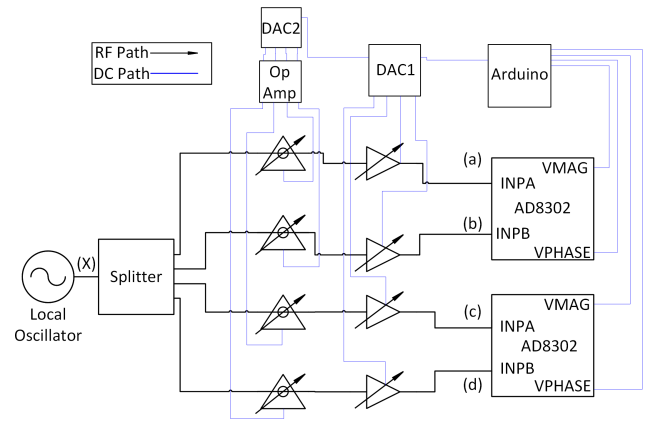 DAC2
RF Path
DC Path
Op
Amp
DAC1
Arduino
(a)
VMAG
INPA
AD8302
(b)
INPB
VPHASE
(X)
Splitter
Local
Oscillator
(c)
VMAG
INPA
AD8302
INPB
(d)
VPHASE